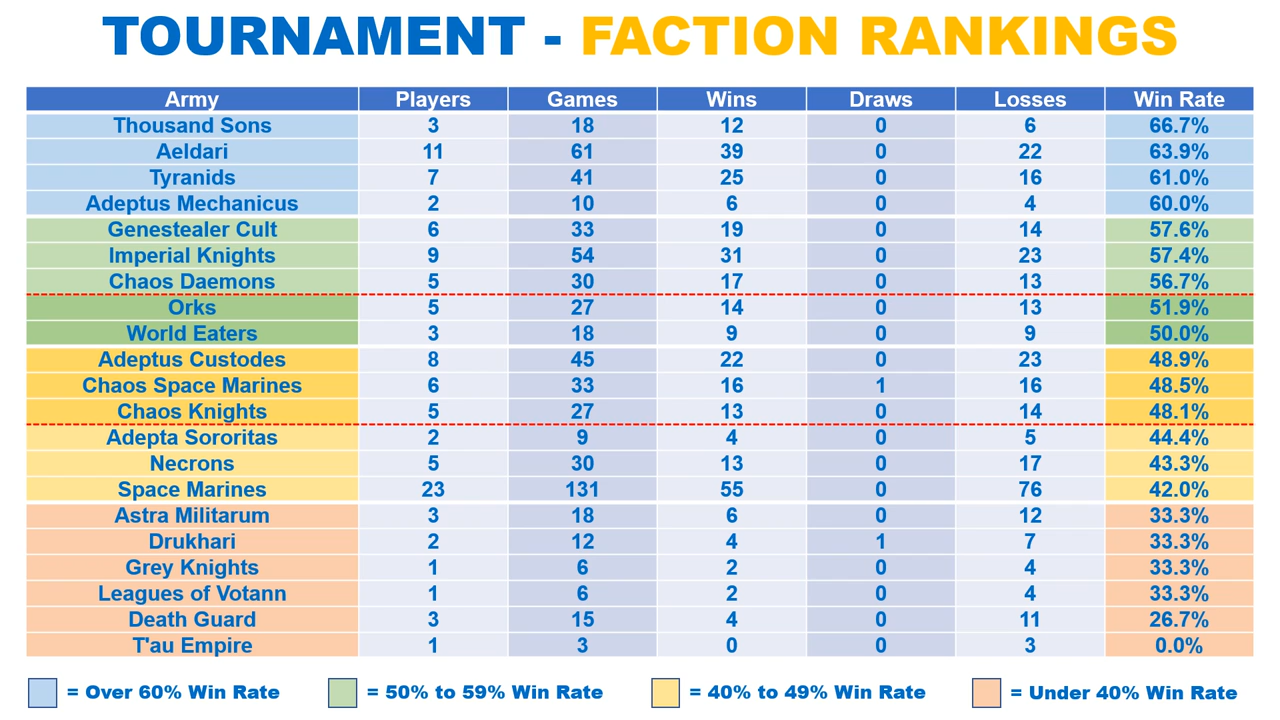 TOURNAMENT - FACTION RANKINGS
Army Players Games Wins Draws Losses Win Rate
Thousand Sons 3 18 12 0 6 66.7%
Aeldari 11 61 39 0 22 63.9%
Tyranids 7 41 25 0 16 61.0%
Adeptus Mechanicus 2 10 6 0 4 60.0%
Genestealer Cult 6 33 19 0 14 57.6%
Imperial Knights 9 54 31 0 23 57.4%
Chaos Daemons 5 30 17 0 13 56.7%
Orks 5 27 14 0 13 51.9%
World Eaters 3 18 9 0 9 50.0%
Adeptus Custodes 8 45 22 0 23 48.9%
Chaos Space Marines 6 33 16 1 16 48.5%
Chaos Knights 5 27 13 0 14 48.1%
Adepta Sororitas 2 9 4 0 5 44.4%
Necrons 5 30 13 0 17 43.3%
Space Marines 23 131 55 0 76 42.0%
Astra Militarum 3 18 6 0 12 33.3%
Drukhari 2 12 4 1 7 33.3%
Grey Knights 1 6 2 0 4 33.3%
Leagues of Votann 1 6 2 0 4 33.3%
Death Guard 3 15 4 0 11 26.7%
T'au Empire 1 3 0 0 3 0.0%
= Over 60% Win Rate = 50% to 59% Win Rate = 40% to 49% Win Rate = Under 40% Win Rate